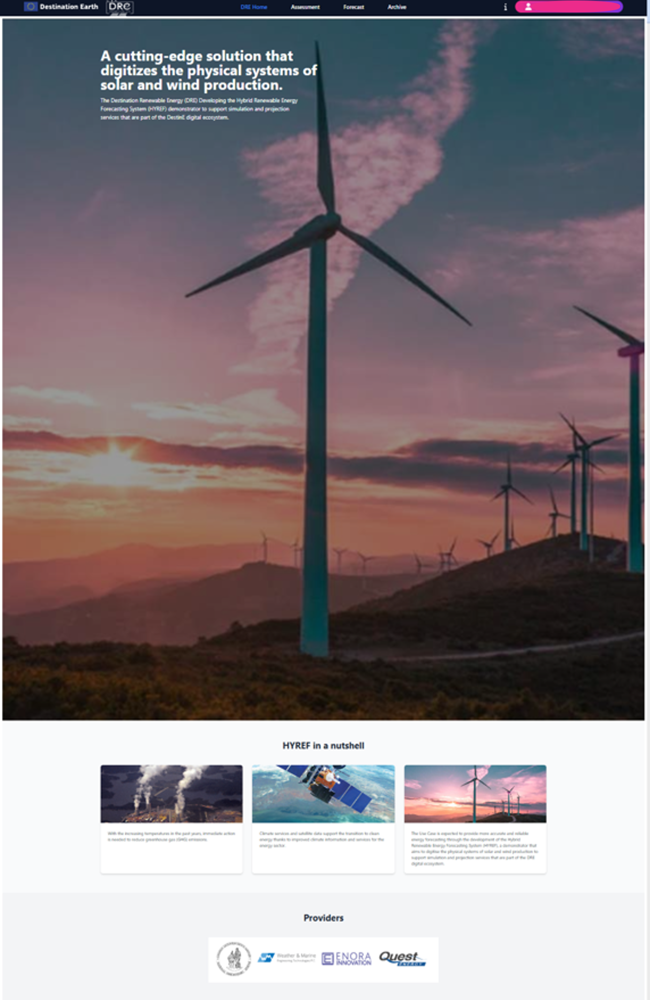 Destination Earth
DRE
DRE Home
Assessment
Forecast
Archive
i
A cutting-edge solution that
digitizes the physical systems of
solar and wind production.
The Destination Renewable Energy (DRE) Developing the Hybrid Renewable Energy
Forecasting System (HYREF) demonstrator to support simulation and projection
services that are part of the DestinE digital ecosystem.
HYREF in a nutshell
With the increasing temperatures in the past years, immediate action
is needed to reduce greenhouse gas (GHG) emissions.
Climate services and satellite data support the transition to clean
energy thanks to improved climate information and services for the
energy sector.
The Use Case is expected to provide more accurate and reliable
energy forecasting through the development of the Hybrid
Renewable Energy Forecasting System (HYREF), a demonstrator that
aims to digitise the physical systems of solar and wind production to
support simulation and projection services that are part of the DRE
digital ecosystem.
Providers
Weather & Marine
Engineering Technologies P.C.
ENORA
INNOVATION
Quest
ENERGY